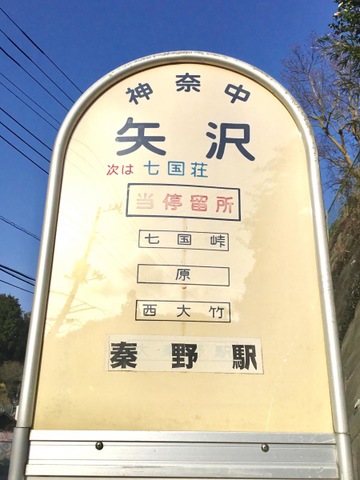 神奈中
矢沢
次は 七国荘
当停留所
七国峠
原
西大竹
秦野駅